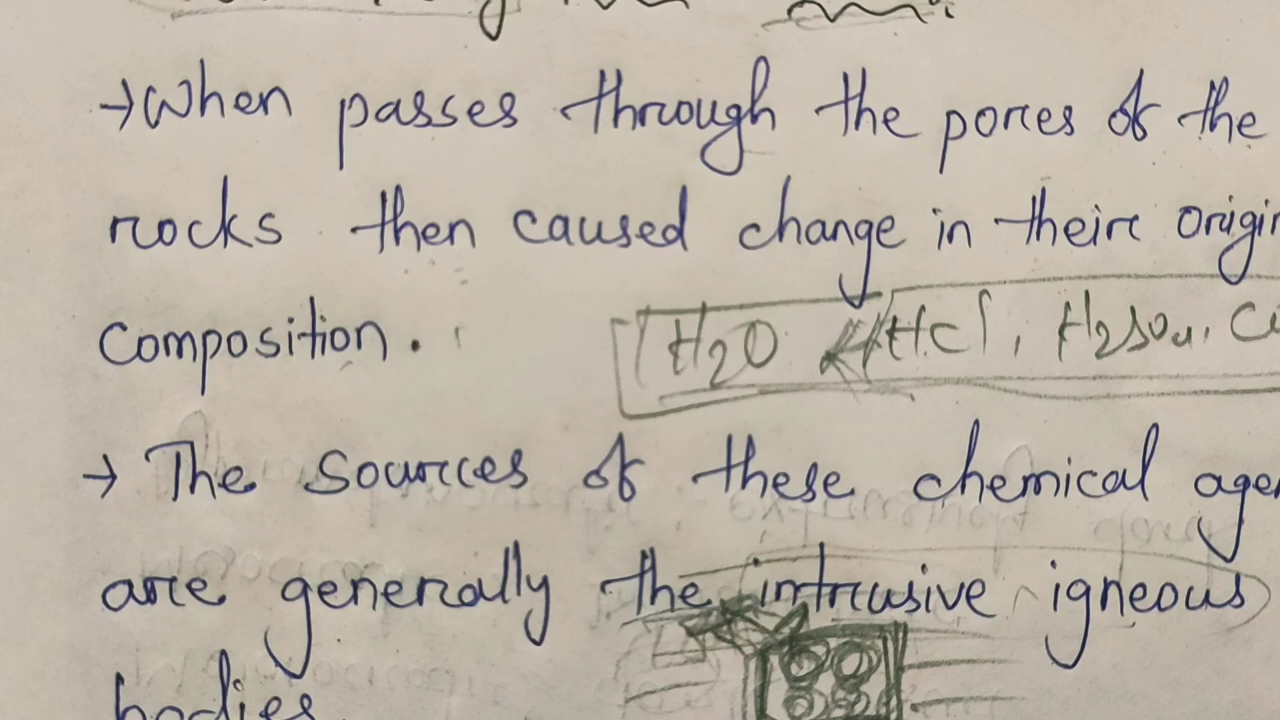 → When passes through the pores of the
rocks then caused change in their origin
composition.
H2O HCl, H2SO4, C
→ The sources of these chemical age
are generally the intrusive igneous
bodies